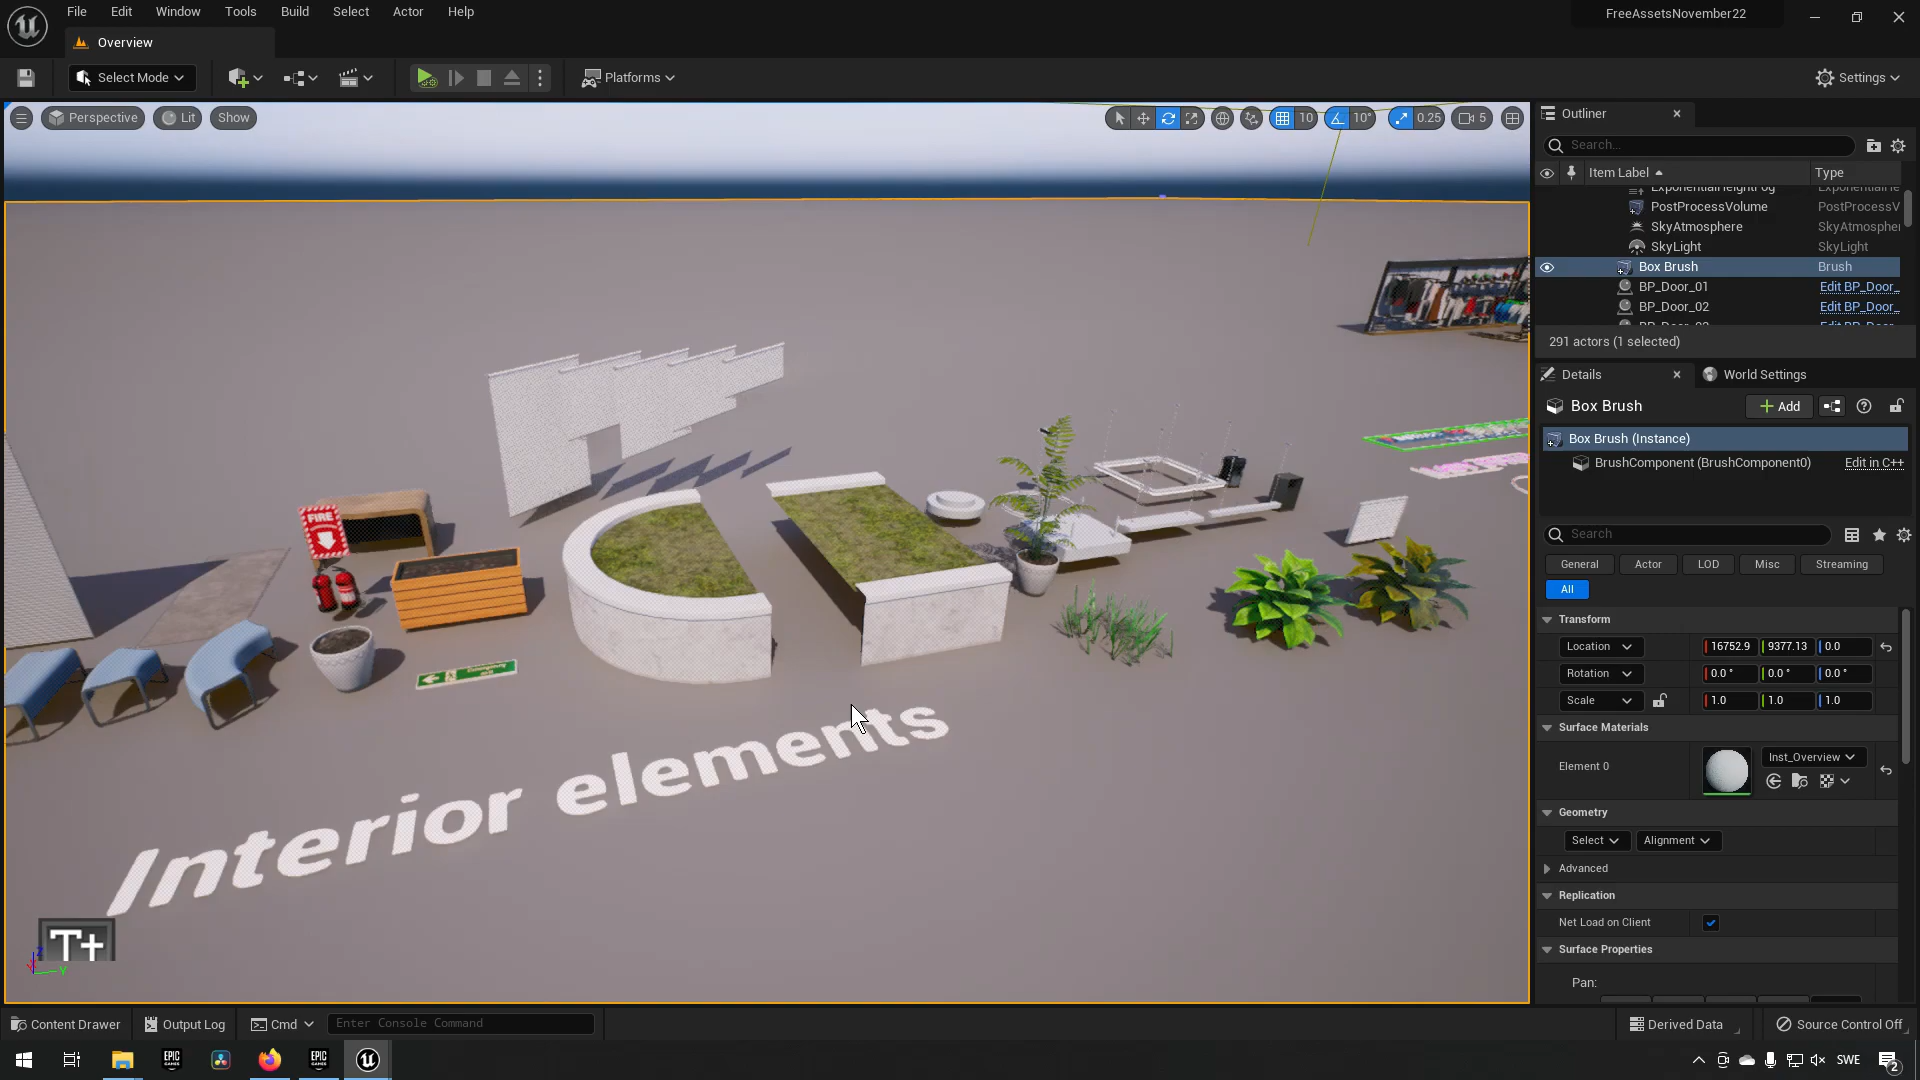 File Edit Window Tools Build Select Actor Help
FreeAssetsNovember22
Overview
Select Mode
Platforms
Settings
Perspective Lit Show
10 10° 0.25 5
Outliner
Search...
Item Label Type
PostProcessVolume PostProcessV
SkyAtmosphere SkyAtmosphe
SkyLight SkyLight
Box Brush Brush
BP_Door_01 Edit BP_Door_
BP_Door_02 Edit BP_Door_
291 actors (1 selected)
Details World Settings
Box Brush Add
Box Brush (Instance)
BrushComponent (BrushComponent0) Edit in C++
Search
General Actor LOD Misc Streaming
All
Transform
Location 16752.9 9377.13 0.0
Rotation 0.0° 0.0° 0.0°
Scale 1.0 1.0 1.0
Surface Materials
Element 0 Inst_Overview
Geometry
Select Alignment
Advanced
Replication
Net Load on Client
Surface Properties
Pan:
FIRE
Interior elements
T+
Z
Y
Content Drawer Output Log Cmd Enter Console Command
Derived Data Source Control Off
EPIC GAMES EPIC GAMES
SWE
2